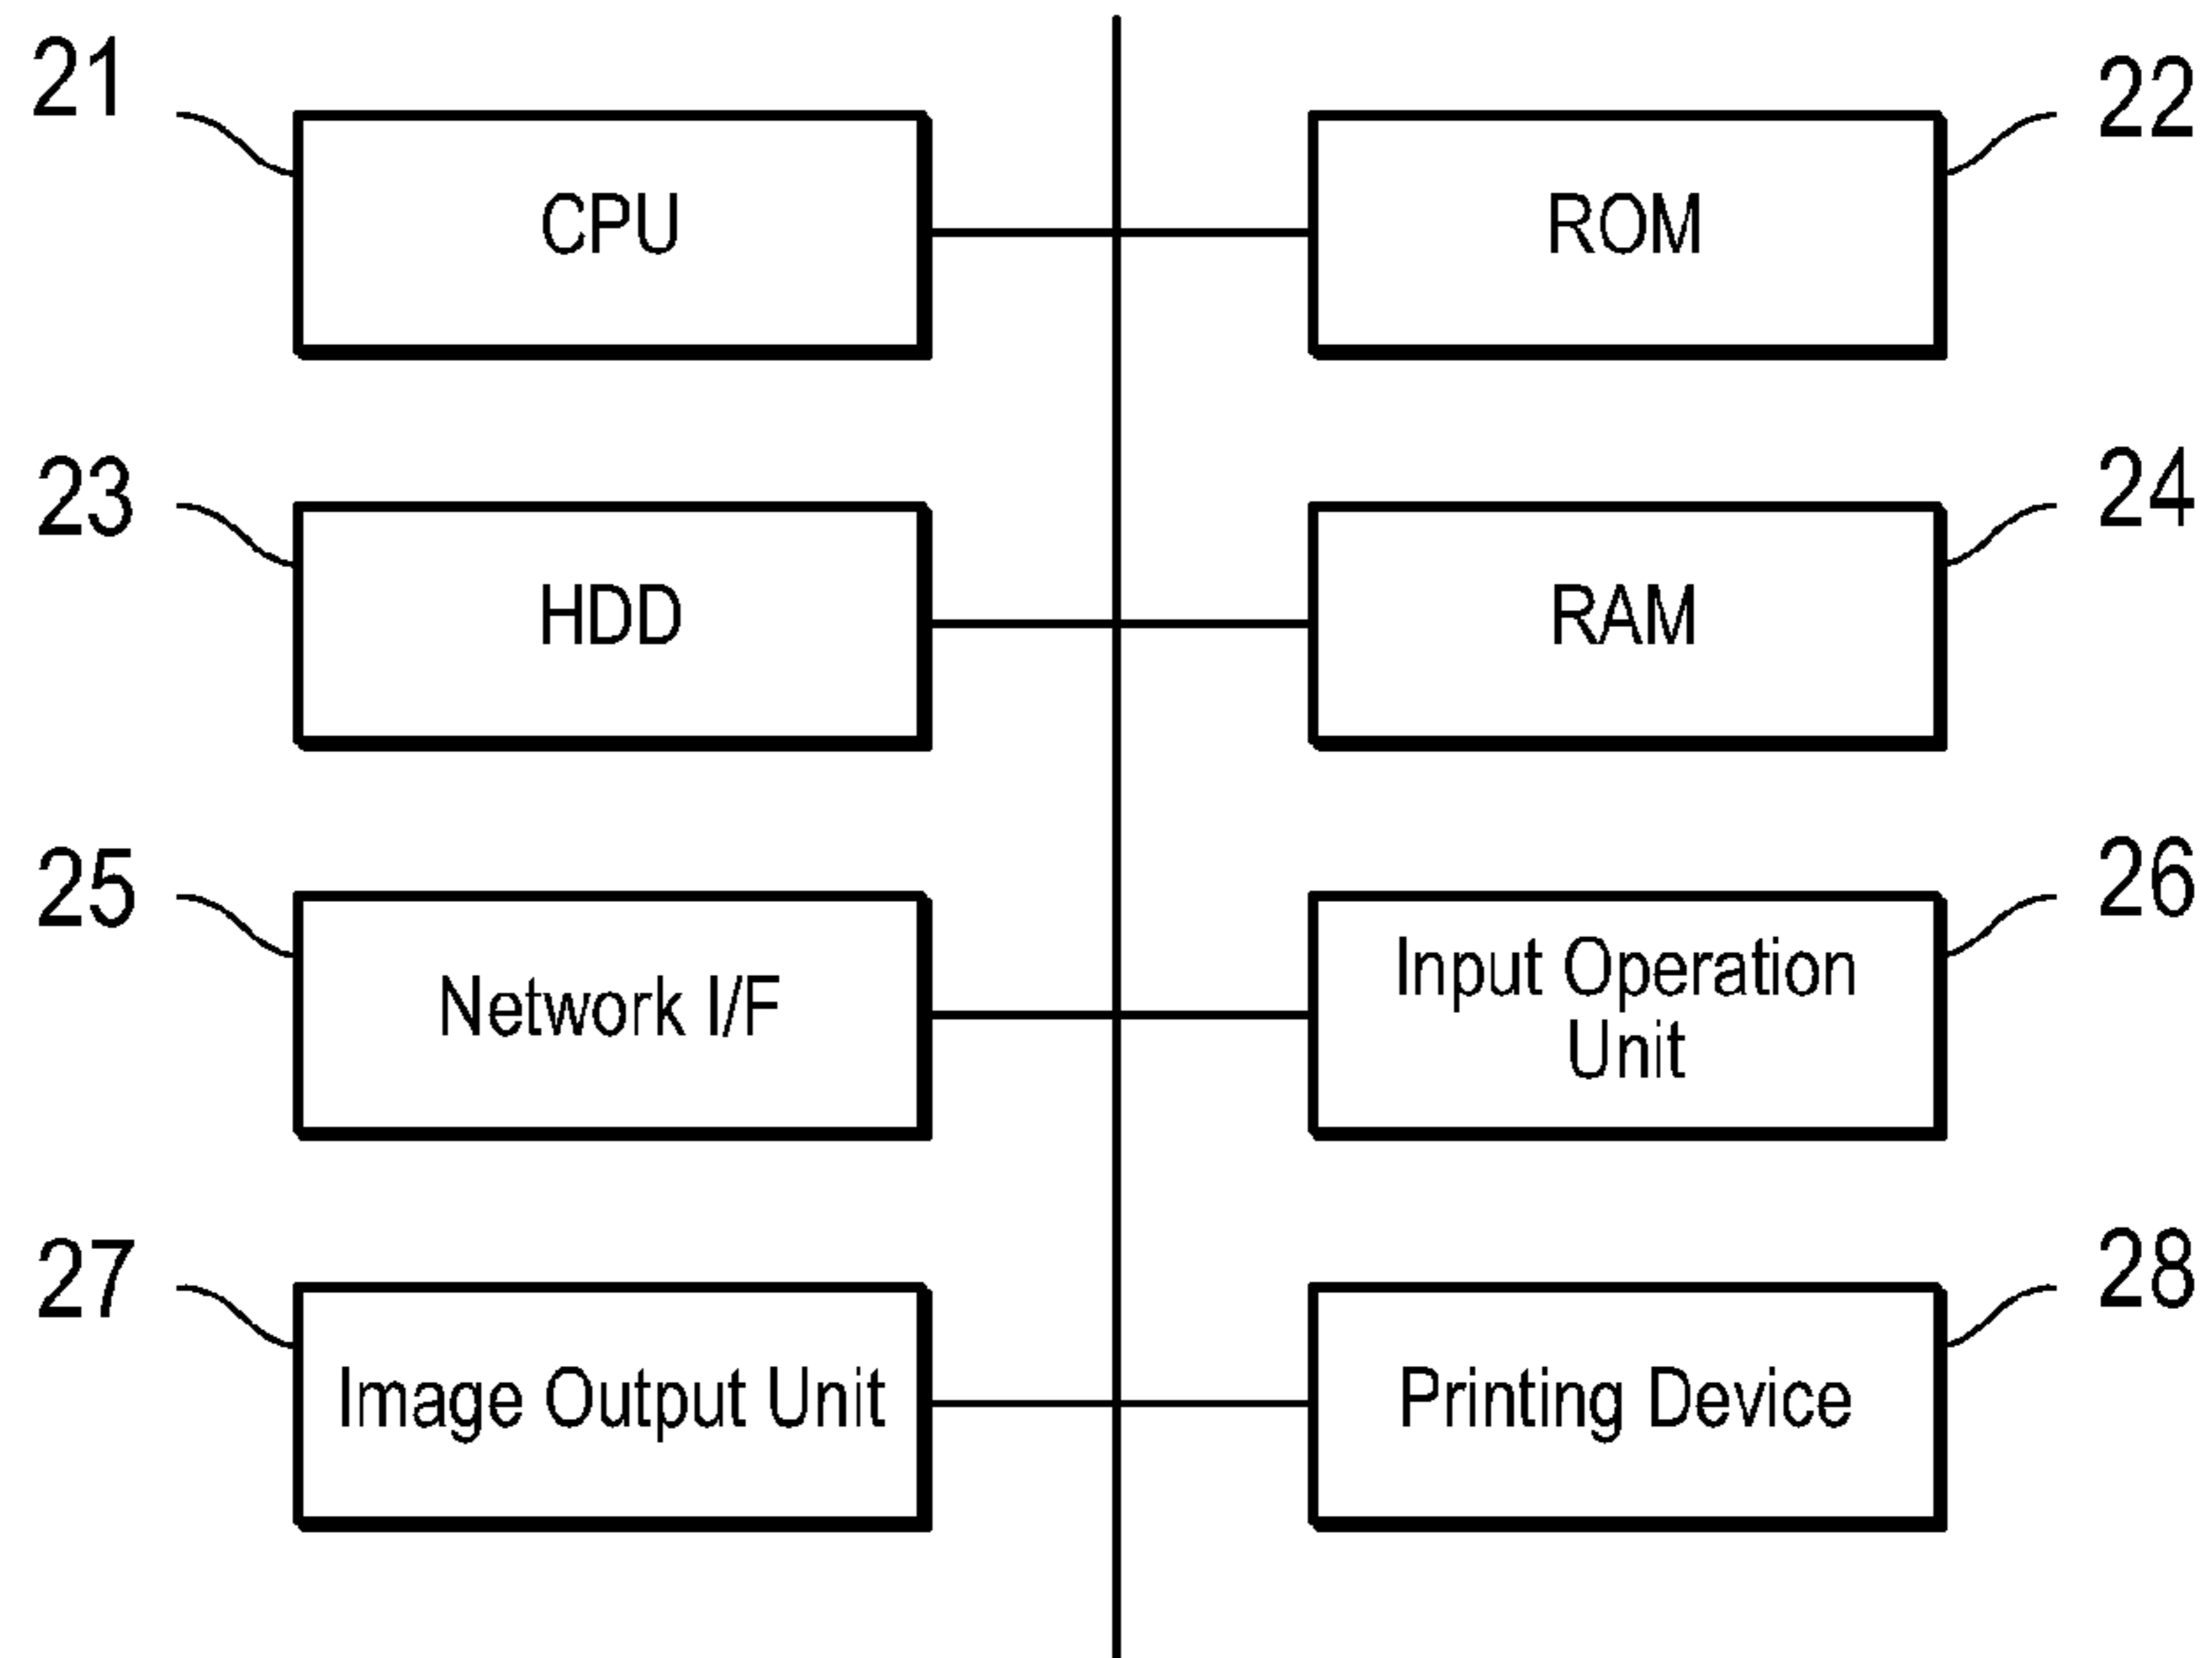 21
CPU
ROM
22
23
HDD
RAM
24
25
Network I/F
Input Operation
Unit
26
27
Image Output Unit
Printing Device
28